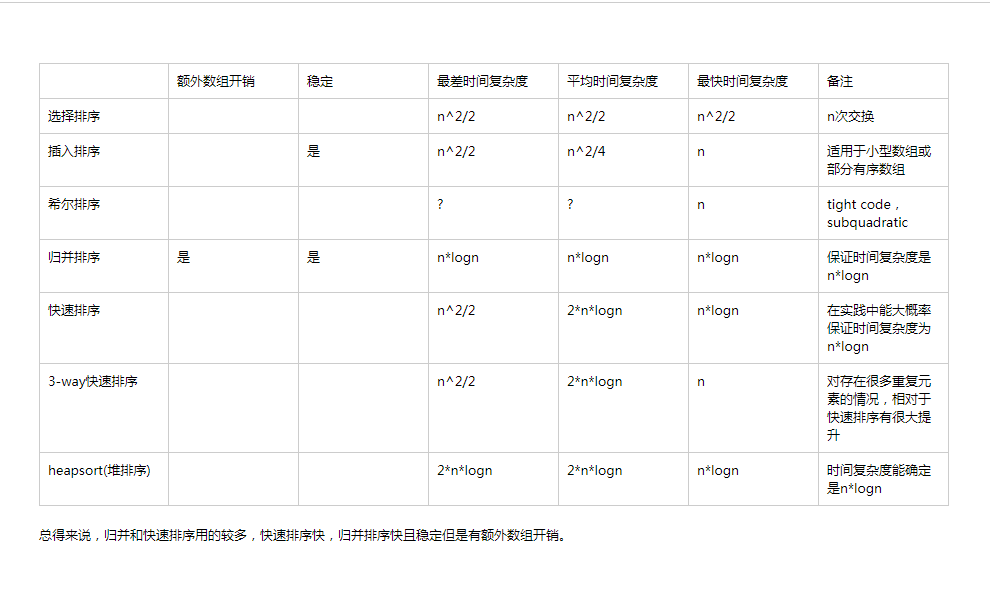 额外数组开销 稳定 最差时间复杂度 平均时间复杂度 最快时间复杂度 备注
选择排序 n^2/2 n^2/2 n^2/2 n次交换
插入排序 是 n^2/2 n^2/4 n 适用于小型数组或
部分有序数组
希尔排序 ? ? n tight code，
subquadratic
归并排序 是 是 n*logn n*logn n*logn 保证时间复杂度是
n*logn
快速排序 n^2/2 2*n*logn n*logn 在实践中能大概率
保证时间复杂度为
n*logn
3-way快速排序 n^2/2 2*n*logn n 对存在很多重复元
素的情况，相对于
快速排序有很大提
升
heapsort(堆排序) 2*n*logn 2*n*logn n*logn 时间复杂度能确定
是n*logn
总得来说，归并和快速排序用的较多，快速排序快，归并排序快且稳定但是有额外数组开销。